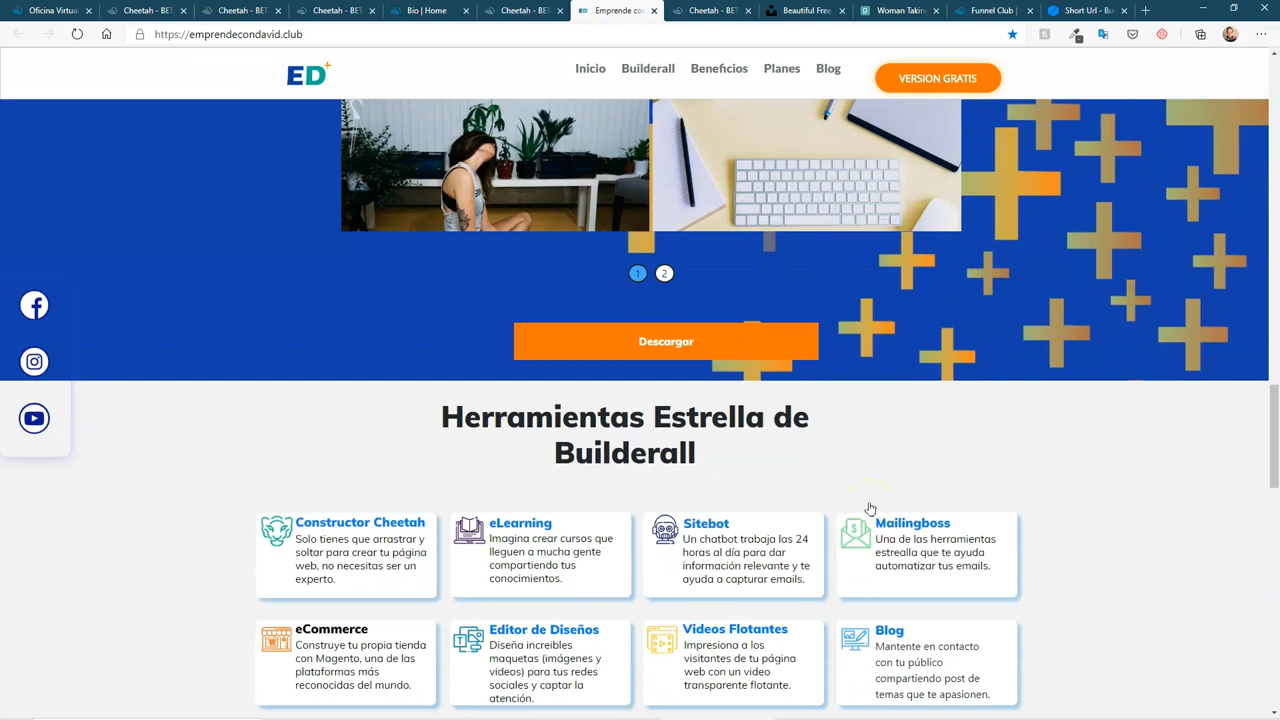 Oficina Virtual
Cheetah - BET
Cheetah - BET
Cheetah - BET
Bio | Home
Cheetah - BET
Emprende co
Cheetah - BET
Beautiful Free
Woman Takin
Funnel Club |
Short Url - Bu
https://emprendecondavid.club
ED+
Inicio
Builderall
Beneficios
Planes
Blog
VERSION GRATIS
1
2
Descargar
Herramientas Estrella de
Builderall
Constructor Cheetah
Solo tienes que arrastrar y
soltar para crear tu página
web, no necesitas ser un
experto.
eLearning
Imagina crear cursos que
lleguen a mucha gente
compartiendo tus
conocimientos.
Sitebot
Un chatbot trabaja las 24
horas al día para dar
información relevante y te
ayuda a capturar emails.
Mailingboss
Una de las herramientas
estrealla que te ayuda
automatizar tus emails.
eCommerce
Construye tu propia tienda
con Magento, una de las
plataformas más
reconocidas del mundo.
Editor de Diseños
Diseña increibles
maquetas (imágenes y
videos) para tus redes
sociales y captar la
atención.
Videos Flotantes
Impresiona a los
visitantes de tu página
web con un video
transparente flotante.
Blog
Mantente en contacto
con tu público
compartiendo post de
temas que te apasionen.